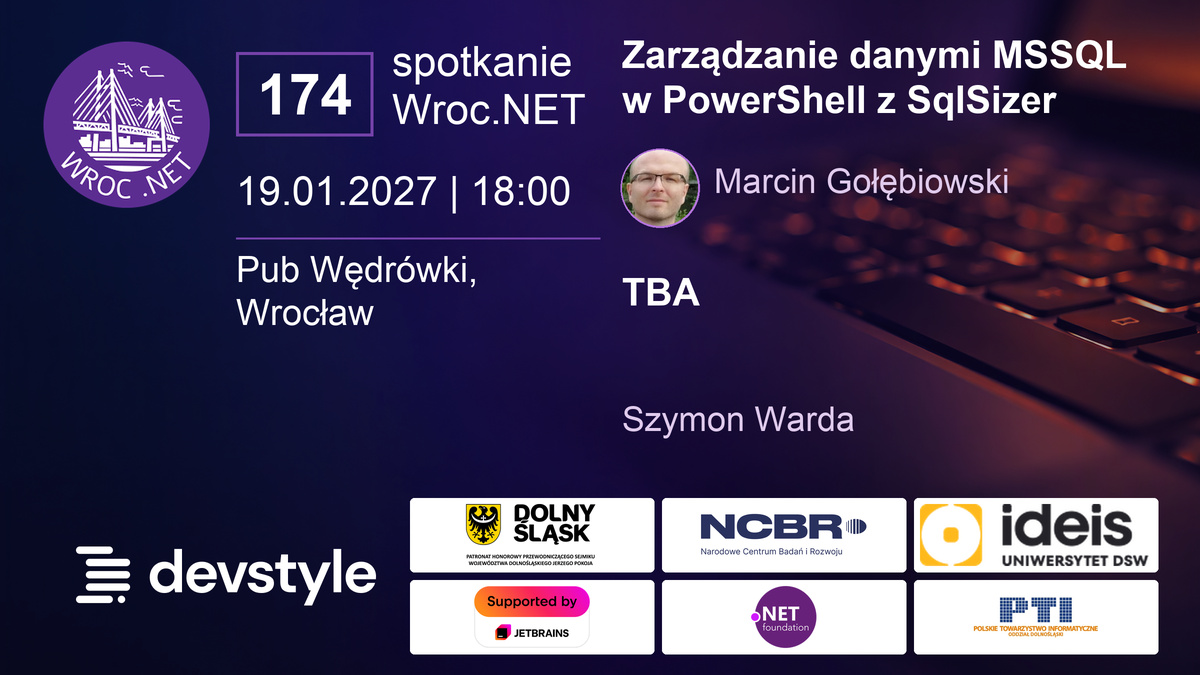 WROC .NET
174
spotkanie
Wroc.NET
19.01.2027 | 18:00
Pub Wędrówki,
Wrocław
Zarządzanie danymi MSSQL
w PowerShell z SqlSizer
Marcin Gołębiowski
TBA
Szymon Warda
devstyle
DOLNY
ŚLĄSK
PATRONAT HONOROWY PRZEWODNICZĄCEGO SEJMIKU
WOJEWÓDZTWA DOLNOŚLĄSKIEGO JERZEGO POKOJA
NCBR
Narodowe Centrum Badań i Rozwoju
ideis
UNIWERSYTET DSW
Supported by
JETBRAINS
.NET
foundation
PTI
POLSKIE TOWARZYSTWO INFORMATYCZNE
ODDZIAŁ DOLNOŚLĄSKI